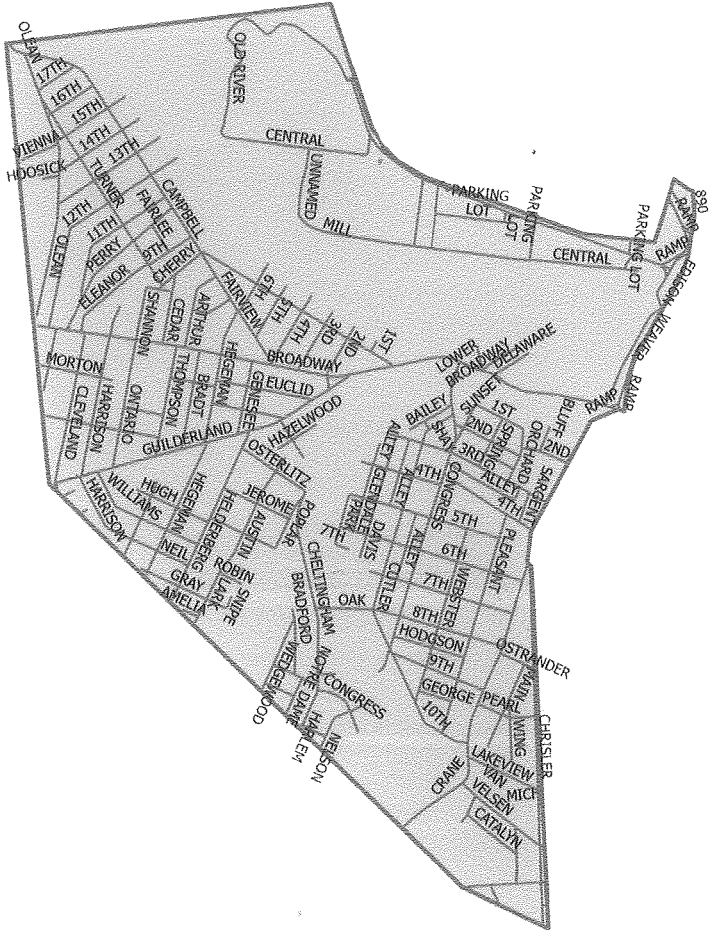 OLEAN
17TH
16TH
15TH
14TH
13TH
VIENNA
HOOSICK
TURNER
FAIRLEE
CAMPBELL
12TH
11TH
PERRY
9TH
CHERRY
ELEANOR
OLEAN
OLD RIVER
CENTRAL
UNNAMED
MILL
PARKING
LOT
PARKING
LOT
CENTRAL
PARKING LOT
890
RAMP
RAMP
EDISON
WEAVER
RAMP
RAMP
FAIRVIEW
6TH
5TH
4TH
3RD
2ND
1ST
SHANNON
CEDAR
ARTHUR
BROADWAY
LOWER
BROADWAY
DELAWARE
MORTON
CLEVELAND
HARRISON
ONTARIO
THOMPSON
BRADT
HEGEMAN
GENESEE
EUCLID
HAZELWOOD
GUILDERLAND
OSTERLITZ
BAILEY
SUNSET
SHAY
1ST
2ND
3RD
SPRING
ORCHARD
BLUFF
2ND
SARGENT
ALLEY
4TH
ALLEY
GLENDALE
ALLEY
4TH
CONGRESS
HARRISON
WILLIAMS
HUGH
HEGEMAN
HELDERBERG
JEROME
AUSTIN
POPLAR
7TH
PARK
DAVIS
ALLEY
CUTLER
5TH
6TH
7TH
WEBSTER
PLEASANT
NEIL
GRAY
AMELIA
ROBIN
LARK
SNIPE
CHELTINGHAM
BRADFORD
OAK
8TH
HODGSON
9TH
GEORGE
10TH
PEARL
OSTRANDER
MAIN
WING
CHRISLER
WEDGEWOOD
NOTRE DAME
HARLEM
NELSON
CONGRESS
CRANE
LAKEVIEW
VAN
VELSEN
MICH
CATALYN